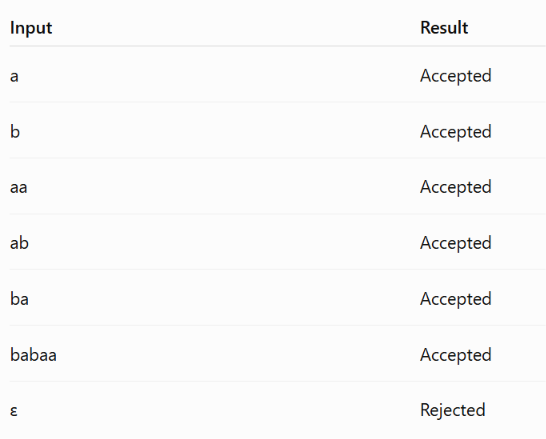 Input Result
a Accepted
b Accepted
aa Accepted
ab Accepted
ba Accepted
babaa Accepted
ε Rejected